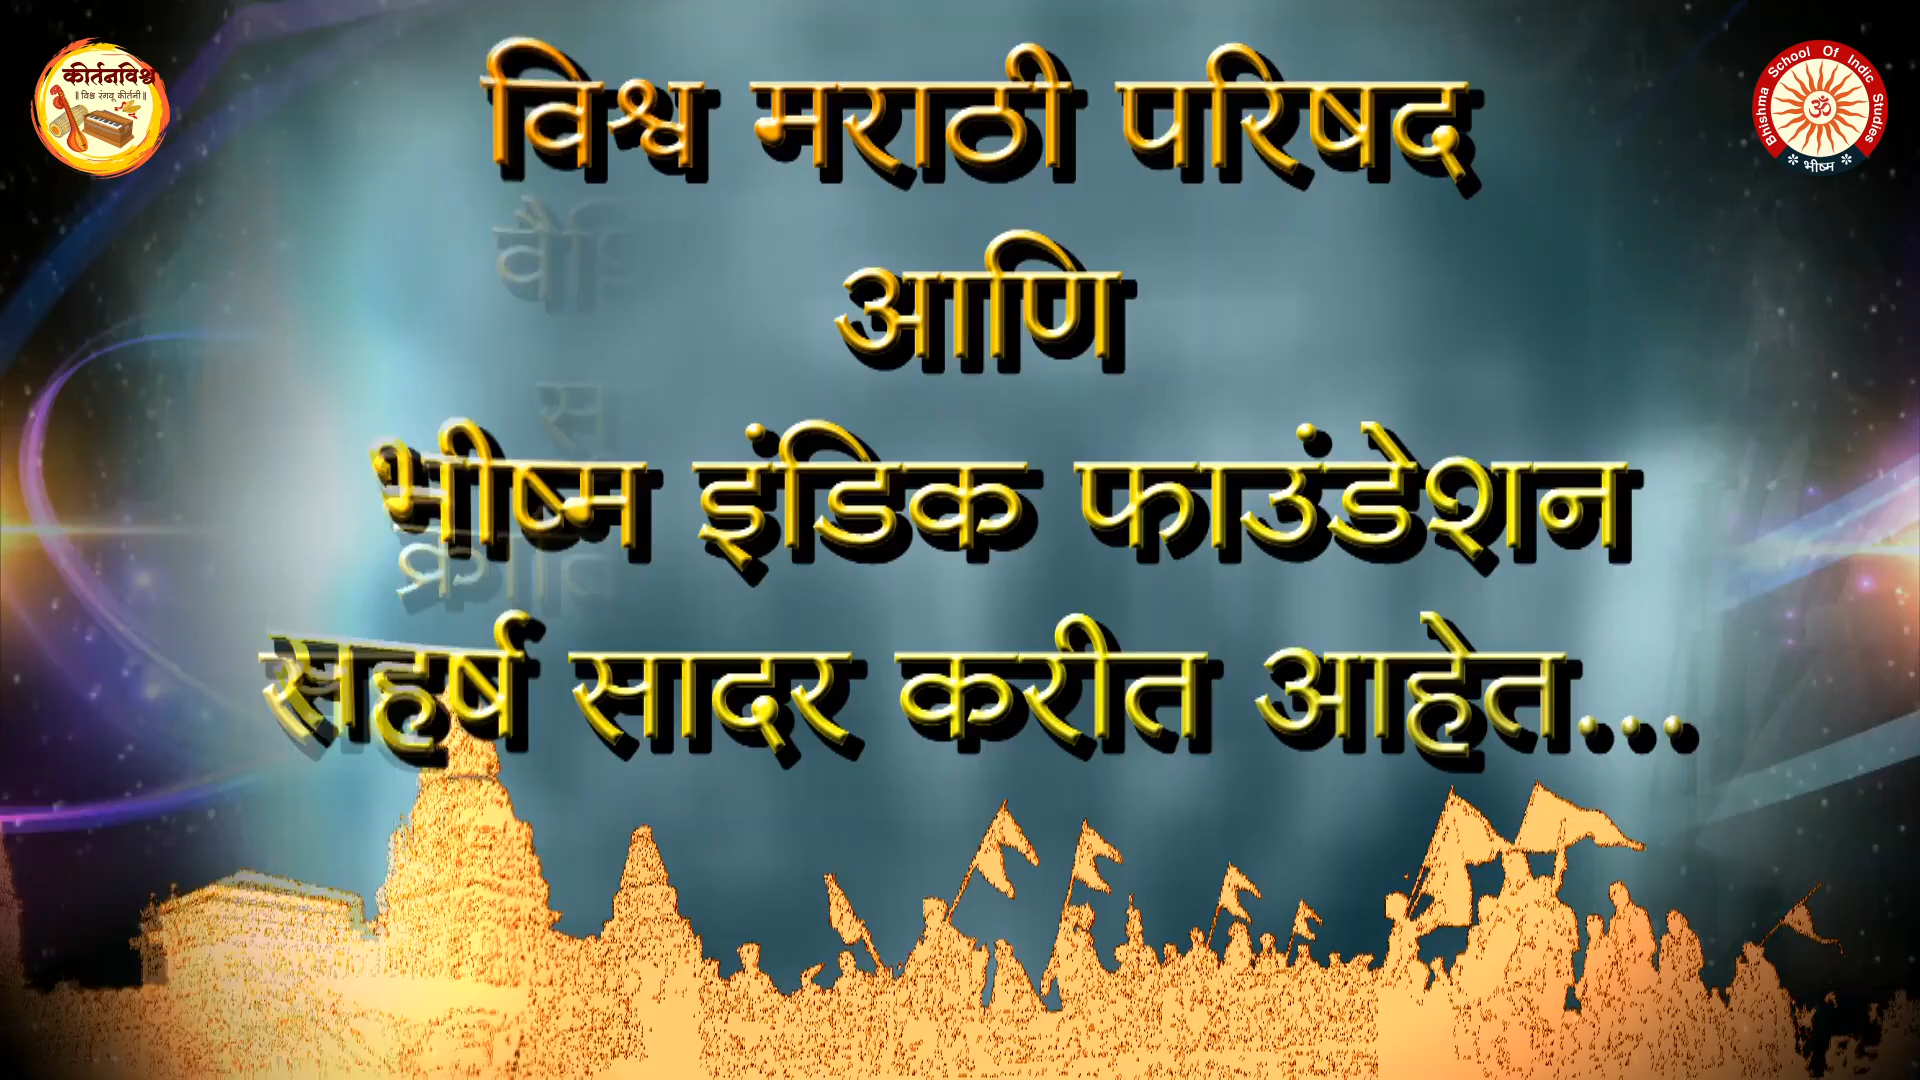 कीर्तनविश्व
॥ विश्व रंगवू कीर्तनी॥
Bhishma School Of Indic Studies
भीष्म
विश्व मराठी परिषद
आणि
भीष्म इंडिक फाउंडेशन
सहर्ष सादर करीत आहेत...